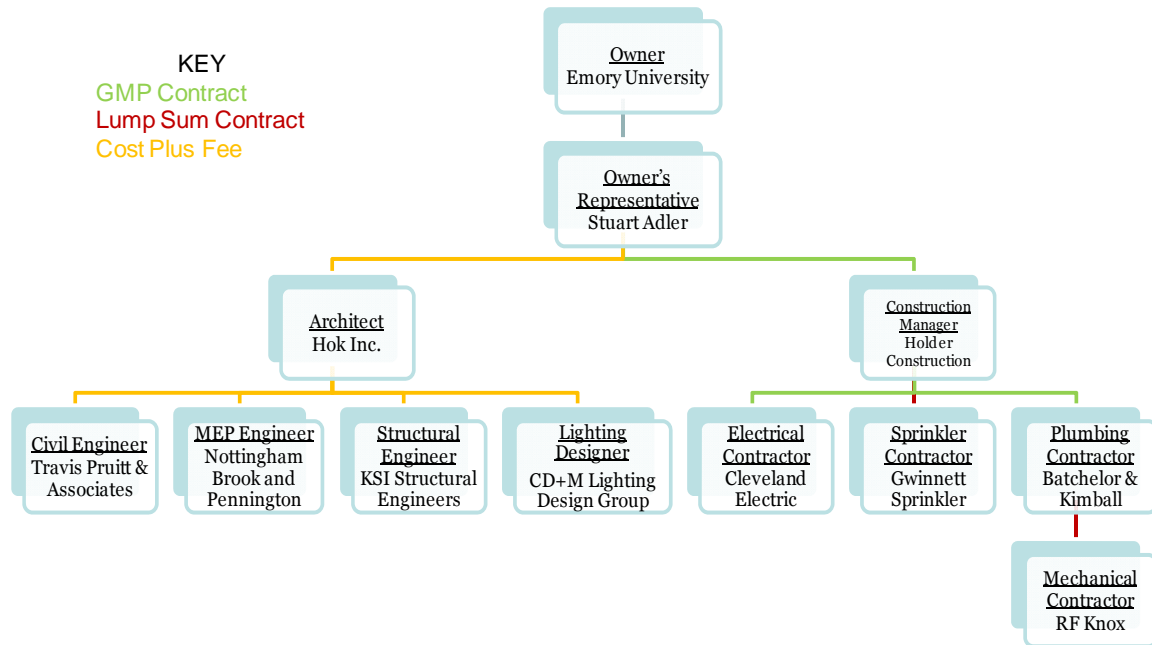 KEY
GMP Contract
Lump Sum Contract
Cost Plus Fee
Owner
Emory University
Owner's
Representative
Stuart Adler
Architect
Hok Inc.
Construction
Manager
Holder
Construction
Civil Engineer
Travis Pruitt &
Associates
MEP Engineer
Nottingham
Brook and
Pennington
Structural
Engineer
KSI Structural
Engineers
Lighting
Designer
CD+M Lighting
Design Group
Electrical
Contractor
Cleveland
Electric
Sprinkler
Contractor
Gwinnett
Sprinkler
Plumbing
Contractor
Batchelor &
Kimball
Mechanical
Contractor
RF Knox